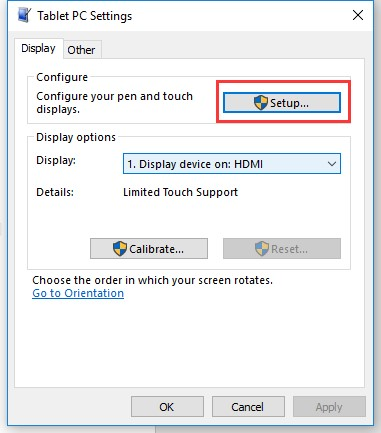 Tablet PC Settings
Display
Other
Configure
Configure your pen and touch
displays.
Setup...
Display options
Display:
1. Display device on: HDMI
Details:
Limited Touch Support
Calibrate...
Reset...
Choose the order in which your screen rotates.
Go to Orientation
OK
Cancel
Apply